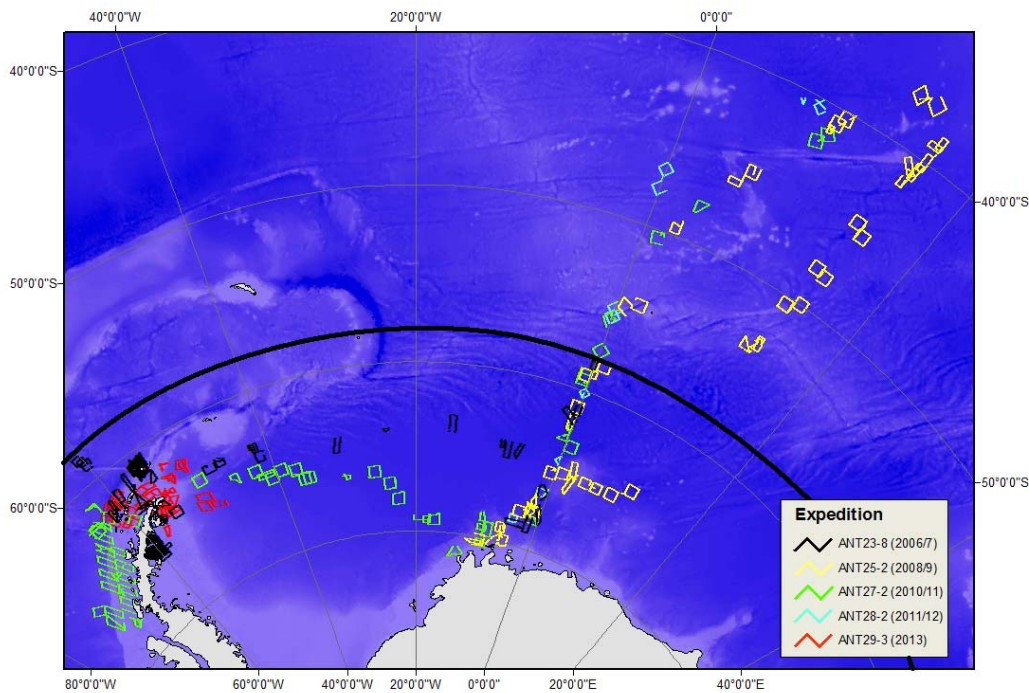 40°0'0"W 20°0'0"W 0°0'0"
40°0'0"S
40°0'0"S
50°0'0"S
50°0'0"S
60°0'0"S
Expedition
ANT23-8 (2006/7)
ANT25-2 (2008/9)
ANT27-2 (2010/11)
ANT28-2 (2011/12)
ANT29-3 (2013)
80°0'0"W 60°0'0"W 40°0'0"W 20°0'0"W 0°0'0" 20°0'0"E 40°0'0"E